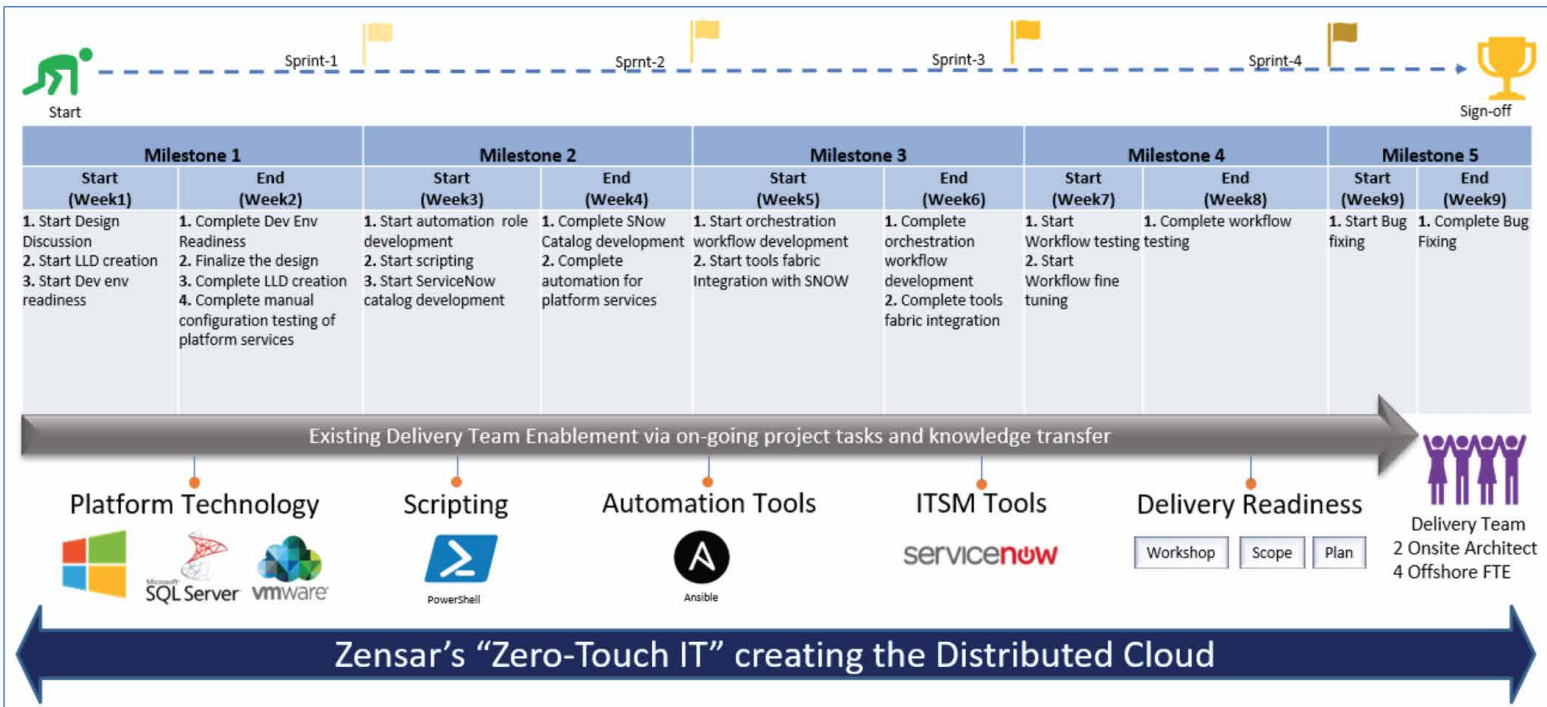 Sprint-1
Sprnt-2
Sprint-3
Sprint-4
Start
Sign-off
Milestone 1
Milestone 2
Milestone 3
Milestone 4
Milestone 5
Start
(Week1)
End
(Week2)
Start
(Week3)
End
(Week4)
Start
(Week5)
End
(Week6)
Start
(Week7)
End
(Week8)
Start
(Week9)
End
(Week9)
1. Start Design
Discussion
2. Start LLD creation
3. Start Dev env
readiness
1. Complete Dev Env
Readiness
2. Finalize the design
3. Complete LLD creation
4. Complete manual
configuration testing of
platform services
1. Start automation role
development
2. Start scripting
3. Start ServiceNow
catalog development
1. Complete SNow
Catalog development
2. Complete
automation for
platform services
1. Start orchestration
workflow development
2. Start tools fabric
Integration with SNOW
1. Complete
orchestration
workflow
development
2. Complete tools
fabric integration
1. Start
Workflow testing
2. Start
Workflow fine
tuning
1. Complete workflow
testing
1. Start Bug
fixing
1. Complete Bug
Fixing
Existing Delivery Team Enablement via on-going project tasks and knowledge transfer
Platform Technology
Scripting
Automation Tools
ITSM Tools
Delivery Readiness
Microsoft
SQL Server
vmware
PowerShell
Ansible
servicenow
Workshop
Scope
Plan
Delivery Team
2 Onsite Architect
4 Offshore FTE
Zensar's “Zero-Touch IT” creating the Distributed Cloud